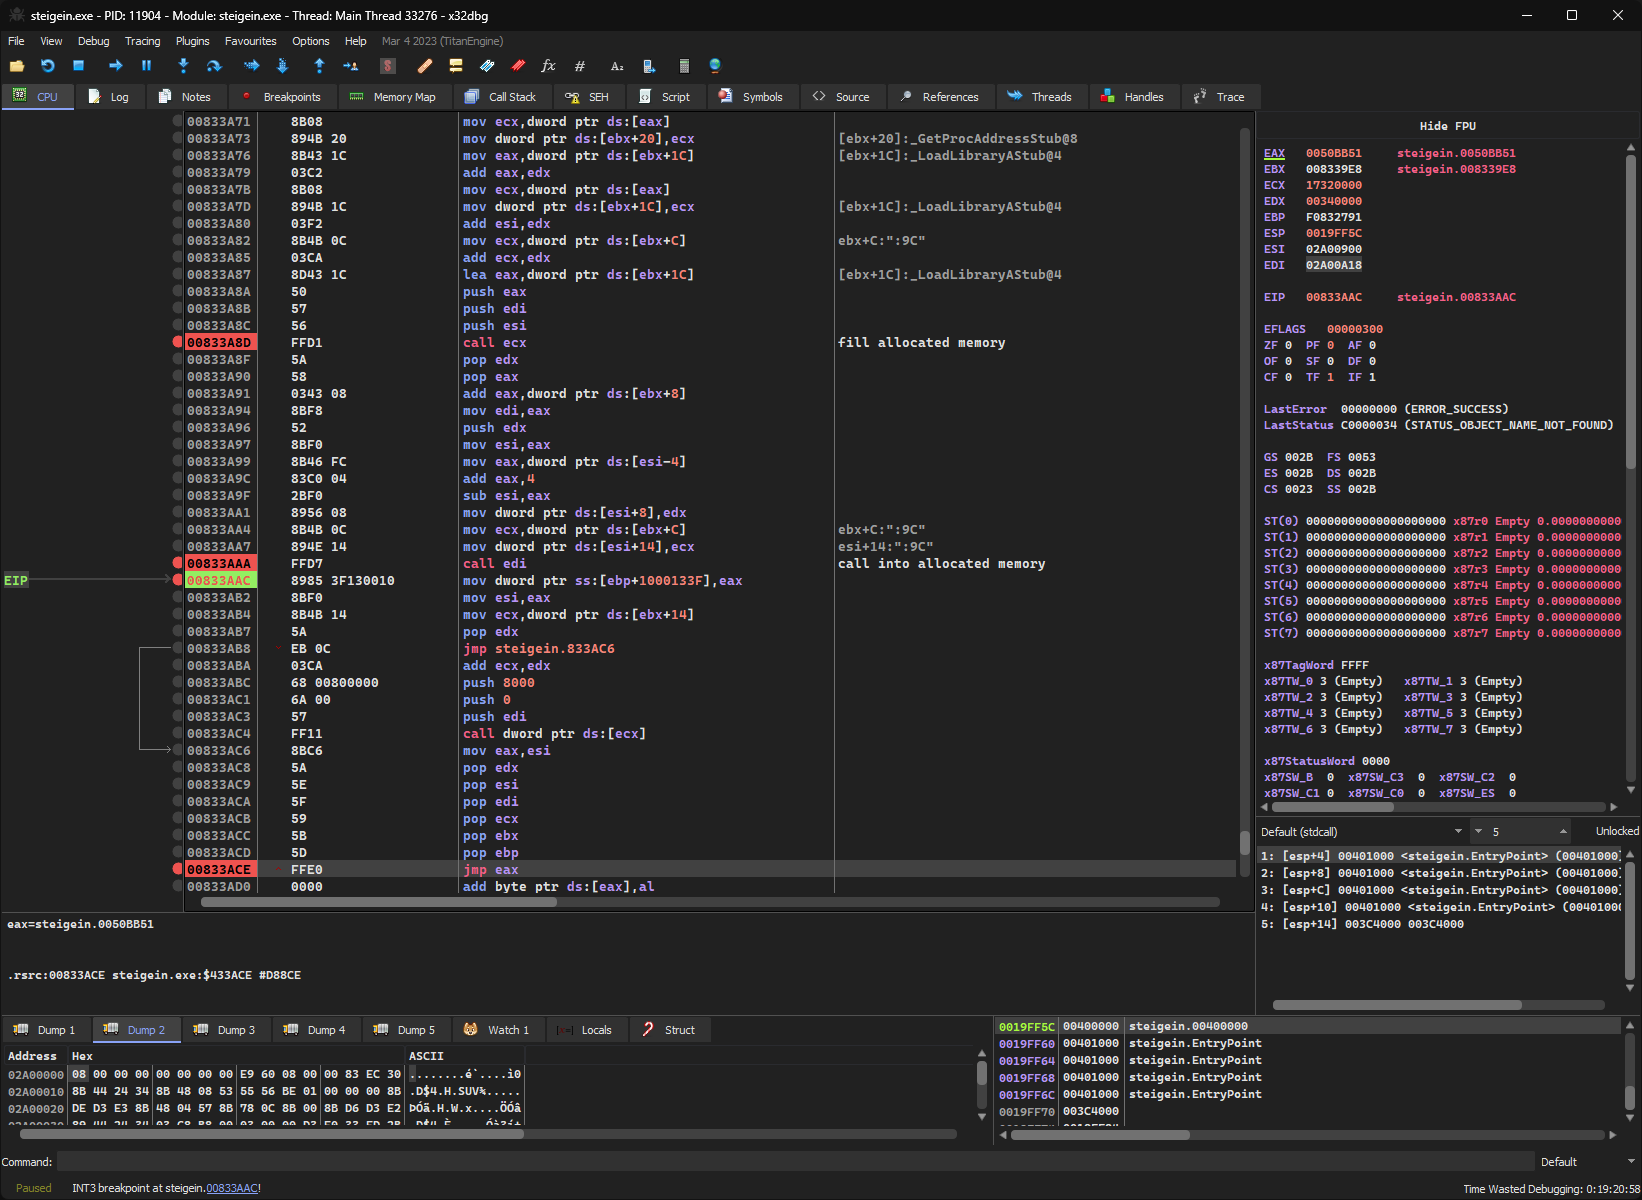 steigein.exe - PID: 11904 - Module: steigein.exe - Thread: Main Thread 33276 - x32dbg
File View Debug Tracing Plugins Favourites Options Help Mar 4 2023 (TitanEngine)
CPU Log Notes Breakpoints Memory Map Call Stack SEH Script Symbols Source References Threads Handles Trace
00833A71 8B08 mov ecx,dword ptr ds:[eax]
00833A73 894B 20 mov dword ptr ds:[ebx+20],ecx [ebx+20]:_GetProcAddressStub@8
00833A76 8B43 1C mov eax,dword ptr ds:[ebx+1C] [ebx+1C]:_LoadLibraryAStub@4
00833A79 03C2 add eax,edx
00833A7B 8B08 mov ecx,dword ptr ds:[eax]
00833A7D 894B 1C mov dword ptr ds:[ebx+1C],ecx [ebx+1C]:_LoadLibraryAStub@4
00833A80 03F2 add esi,edx
00833A82 8B4B 0C mov ecx,dword ptr ds:[ebx+C] ebx+C:":9C"
00833A85 03CA add ecx,edx
00833A87 8D43 1C lea eax,dword ptr ds:[ebx+1C] [ebx+1C]:_LoadLibraryAStub@4
00833A8A 50 push eax
00833A8B 57 push edi
00833A8C 56 push esi
00833A8D FFD1 call ecx fill allocated memory
00833A8F 5A pop edx
00833A90 58 pop eax
00833A91 0343 08 add eax,dword ptr ds:[ebx+8]
00833A94 8BF8 mov edi,eax
00833A96 52 push edx
00833A97 8BF0 mov esi,eax
00833A99 8B46 FC mov eax,dword ptr ds:[esi-4]
00833A9C 83C0 04 add eax,4
00833A9F 2BF0 sub esi,eax
00833AA1 8956 08 mov dword ptr ds:[esi+8],edx
00833AA4 8B4B 0C mov ecx,dword ptr ds:[ebx+C] ebx+C:":9C"
00833AA7 894E 14 mov dword ptr ds:[esi+14],ecx esi+14:":9C"
00833AAA FFD7 call edi call into allocated memory
EIP 00833AAC 8985 3F130010 mov dword ptr ss:[ebp+1000133F],eax
00833AB2 8BF0 mov esi,eax
00833AB4 8B4B 14 mov ecx,dword ptr ds:[ebx+14]
00833AB7 5A pop edx
00833AB8 EB 0C jmp steigein.833AC6
00833ABA 03CA add ecx,edx
00833ABC 68 00800000 push 8000
00833AC1 6A 00 push 0
00833AC3 57 push edi
00833AC4 FF11 call dword ptr ds:[ecx]
00833AC6 8BC6 mov eax,esi
00833AC8 5A pop edx
00833AC9 5E pop esi
00833ACA 5F pop edi
00833ACB 59 pop ecx
00833ACC 5B pop ebx
00833ACD 5D pop ebp
00833ACE FFE0 jmp eax
00833AD0 0000 add byte ptr ds:[eax],al
eax=steigein.0050BB51
.rsrc:00833ACE steigein.exe:$433ACE #D88CE
Hide FPU
EAX 0050BB51 steigein.0050BB51
EBX 008339E8 steigein.008339E8
ECX 17320000
EDX 00340000
EBP F0832791
ESP 0019FF5C
ESI 02A00900
EDI 02A00A18
EIP 00833AAC steigein.00833AAC
EFLAGS 00000300
ZF 0 PF 0 AF 0
OF 0 SF 0 DF 0
CF 0 TF 1 IF 1
LastError 00000000 (ERROR_SUCCESS)
LastStatus C0000034 (STATUS_OBJECT_NAME_NOT_FOUND)
GS 002B FS 0053
ES 002B DS 002B
CS 0023 SS 002B
ST(0) 00000000000000000000 x87r0 Empty 0.0000000000
ST(1) 00000000000000000000 x87r1 Empty 0.0000000000
ST(2) 00000000000000000000 x87r2 Empty 0.0000000000
ST(3) 00000000000000000000 x87r3 Empty 0.0000000000
ST(4) 00000000000000000000 x87r4 Empty 0.0000000000
ST(5) 00000000000000000000 x87r5 Empty 0.0000000000
ST(6) 00000000000000000000 x87r6 Empty 0.0000000000
ST(7) 00000000000000000000 x87r7 Empty 0.0000000000
x87TagWord FFFF
x87TW_0 3 (Empty) x87TW_1 3 (Empty)
x87TW_2 3 (Empty) x87TW_3 3 (Empty)
x87TW_4 3 (Empty) x87TW_5 3 (Empty)
x87TW_6 3 (Empty) x87TW_7 3 (Empty)
x87StatusWord 0000
x87SW_B 0 x87SW_C3 0 x87SW_C2 0
x87SW_C1 0 x87SW_C0 0 x87SW_ES 0
Default (stdcall) 5 Unlocked
1: [esp+4] 00401000 <steigein.EntryPoint> (00401000)
2: [esp+8] 00401000 <steigein.EntryPoint> (00401000)
3: [esp+C] 00401000 <steigein.EntryPoint> (00401000)
4: [esp+10] 00401000 <steigein.EntryPoint> (0040100
5: [esp+14] 003C4000 003C4000
Dump 1 Dump 2 Dump 3 Dump 4 Dump 5 Watch 1 Locals Struct
Address Hex ASCII
02A00000 08 00 00 00 00 00 00 00 E9 60 08 00 00 83 EC 30 ........é`....ì0
02A00010 8B 44 24 34 8B 48 08 53 55 56 BE 01 00 00 00 8B .D$4.H.SUV¾.....
02A00020 DE D3 E3 8B 48 04 57 8B 78 0C 8B 00 8B D6 D3 E2 ÞÓã.H.W.x....ÖÓâ
0019FF5C 00400000 steigein.00400000
0019FF60 00401000 steigein.EntryPoint
0019FF64 00401000 steigein.EntryPoint
0019FF68 00401000 steigein.EntryPoint
0019FF6C 00401000 steigein.EntryPoint
0019FF70 003C4000
Command: Default
Paused INT3 breakpoint at steigein.00833AAC! Time Wasted Debugging: 0:19:20:58